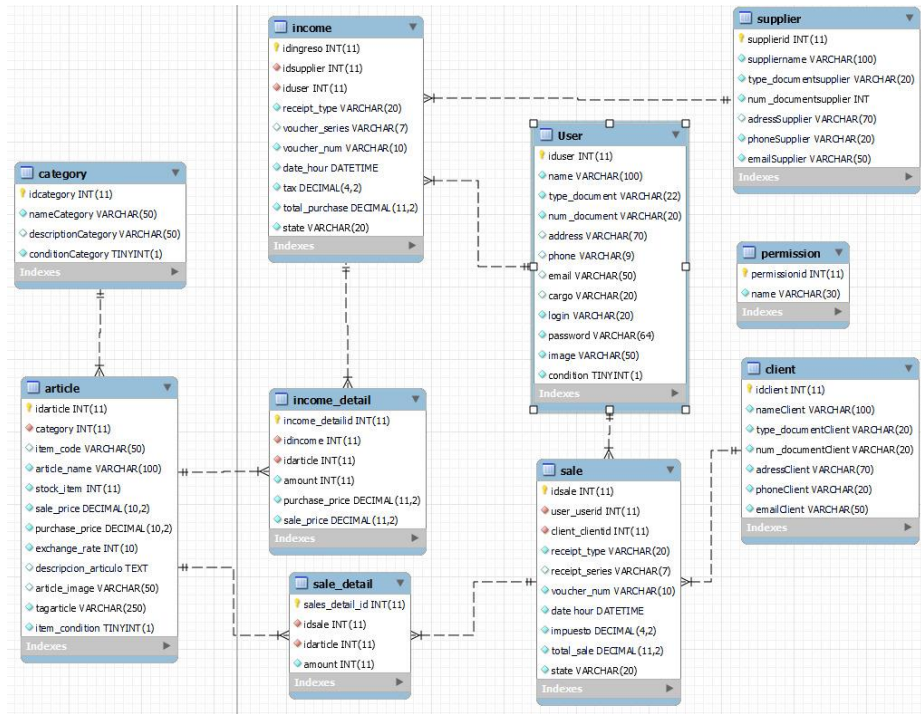 income
idingreso INT(11)
idsupplier INT(11)
iduser INT(11)
receipt_type VARCHAR(20)
voucher_series VARCHAR(7)
voucher_num VARCHAR(10)
date_hour DATETIME
tax DECIMAL(4,2)
total_purchase DECIMAL(11,2)
state VARCHAR(20)
Indexes
supplier
supplierid INT(11)
suppliername VARCHAR(100)
type_documentsupplier VARCHAR(20)
num_documentsupplier INT
adressSupplier VARCHAR(70)
phoneSupplier VARCHAR(20)
emailSupplier VARCHAR(50)
Indexes
User
iduser INT(11)
name VARCHAR(100)
type_document VARCHAR(22)
num_document VARCHAR(20)
address VARCHAR(70)
phone VARCHAR(9)
email VARCHAR(50)
cargo VARCHAR(20)
login VARCHAR(20)
password VARCHAR(64)
image VARCHAR(50)
condition TINYINT(1)
Indexes
category
idcategory INT(11)
nameCategory VARCHAR(50)
descriptionCategory VARCHAR(50)
conditionCategory TINYINT(1)
Indexes
permission
permissionid INT(11)
name VARCHAR(30)
Indexes
article
idarticle INT(11)
category INT(11)
item_code VARCHAR(50)
article_name VARCHAR(100)
stock_item INT(11)
sale_price DECIMAL(10,2)
purchase_price DECIMAL(10,2)
exchange_rate INT(10)
descripcion_articulo TEXT
article_image VARCHAR(50)
tagarticle VARCHAR(250)
item_condition TINYINT(1)
Indexes
income_detail
income_detailid INT(11)
idincome INT(11)
idarticle INT(11)
amount INT(11)
purchase_price DECIMAL(11,2)
sale_price DECIMAL(11,2)
Indexes
client
idclient INT(11)
nameClient VARCHAR(100)
type_documentClient VARCHAR(20)
num_documentClient VARCHAR(20)
adressClient VARCHAR(70)
phoneClient VARCHAR(20)
emailClient VARCHAR(50)
Indexes
sale
idsale INT(11)
user_userid INT(11)
client_clientid INT(11)
receipt_type VARCHAR(20)
receipt_series VARCHAR(7)
voucher_num VARCHAR(10)
date hour DATETIME
impuesto DECIMAL(4,2)
total_sale DECIMAL(11,2)
state VARCHAR(20)
Indexes
sale_detail
sales_detail_id INT(11)
idsale INT(11)
idarticle INT(11)
amount INT(11)
Indexes